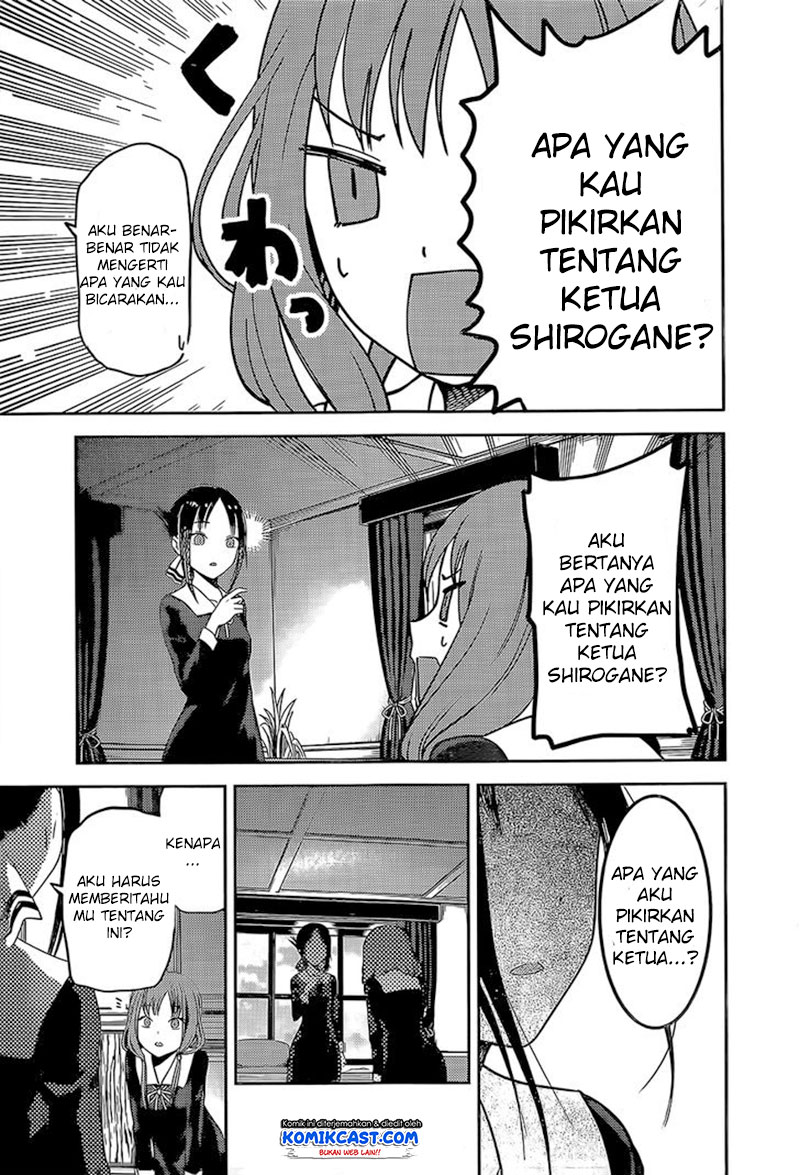 APA YANG
KAU
PIKIRKAN
TENTANG
KETUA
SHIROGANE?
くわっ
AKU BENAR-
BENAR TIDAK
MENGERTI
APA YANG KAU
BICARAKAN...
AKU
BERTANYA
APA YANG
KAU PIKIRKAN
TENTANG
KETUA
SHIROGANE?
APA YANG
AKU
PIKIRKAN
TENTANG
KETUA...?
KENAPA
...
AKU HARUS
MEMBERITAHU
MU TENTANG
INI?
Komik ini diterjemahkan & diedit oleh
KOMIKCAST.COM
BUKAN WEB LAIN!!